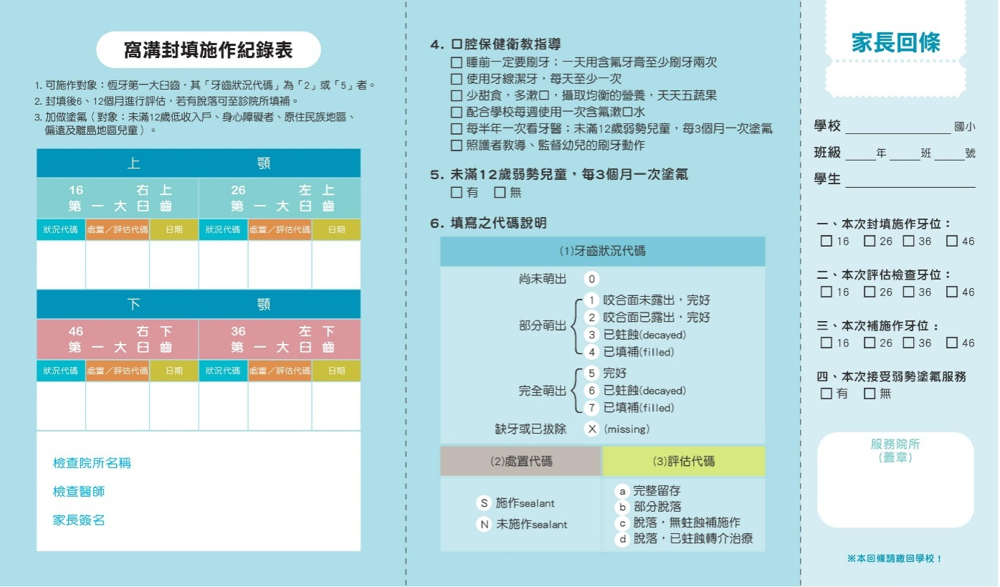 窩溝封填施作紀錄表
1. 可施作對象：恆牙第一大臼齒，其「牙齒狀況代碼」為「2」或「5」者。
2. 封填後6、12個月進行評估，若有脫落可至診院所填補。
3. 加做塗氟（對象：未滿12歲低收入戶、身心障礙者、原住民族地區、
偏遠及離島地區兒童）。
上 顎
16 右上 26 左上
第一大臼齒 第一大臼齒
狀況代碼 處置／評估代碼 日期 狀況代碼 處置／評估代碼 日期
下 顎
46 右下 36 左下
第一大臼齒 第一大臼齒
狀況代碼 處置／評估代碼 日期 狀況代碼 處置／評估代碼 日期
檢查院所名稱
檢查醫師
家長簽名
4. 口腔保健衛教指導
□ 睡前一定要刷牙；一天用含氟牙膏至少刷牙兩次
□ 使用牙線潔牙，每天至少一次
□ 少甜食，多漱口，攝取均衡的營養，天天五蔬果
□ 配合學校每週使用一次含氟漱口水
□ 每半年一次看牙醫；未滿12歲弱勢兒童，每3個月一次塗氟
□ 照護者教導、監督幼兒的刷牙動作
5. 未滿12歲弱勢兒童，每3個月一次塗氟
□ 有 □ 無
6. 填寫之代碼說明
(1)牙齒狀況代碼
尚未萌出 0
部分萌出
1 咬合面未露出，完好
2 咬合面已露出，完好
3 已蛀蝕(decayed)
4 已填補(filled)
完全萌出
5 完好
6 已蛀蝕(decayed)
7 已填補(filled)
缺牙或已拔除 X (missing)
(2)處置代碼
S 施作sealant
N 未施作sealant
(3)評估代碼
a 完整留存
b 部分脫落
c 脫落，無蛀蝕補施作
d 脫落，已蛀蝕轉介治療
家長回條
學校 ______ 國小
班級 ____年 ____班 ____號
學生 ______
一、本次封填施作牙位：
□ 16 □ 26 □ 36 □ 46
二、本次評估檢查牙位：
□ 16 □ 26 □ 36 □ 46
三、本次補施作牙位：
□ 16 □ 26 □ 36 □ 46
四、本次接受弱勢塗氟服務
□ 有 □ 無
服務院所
(蓋章)
※本回條請繳回學校！